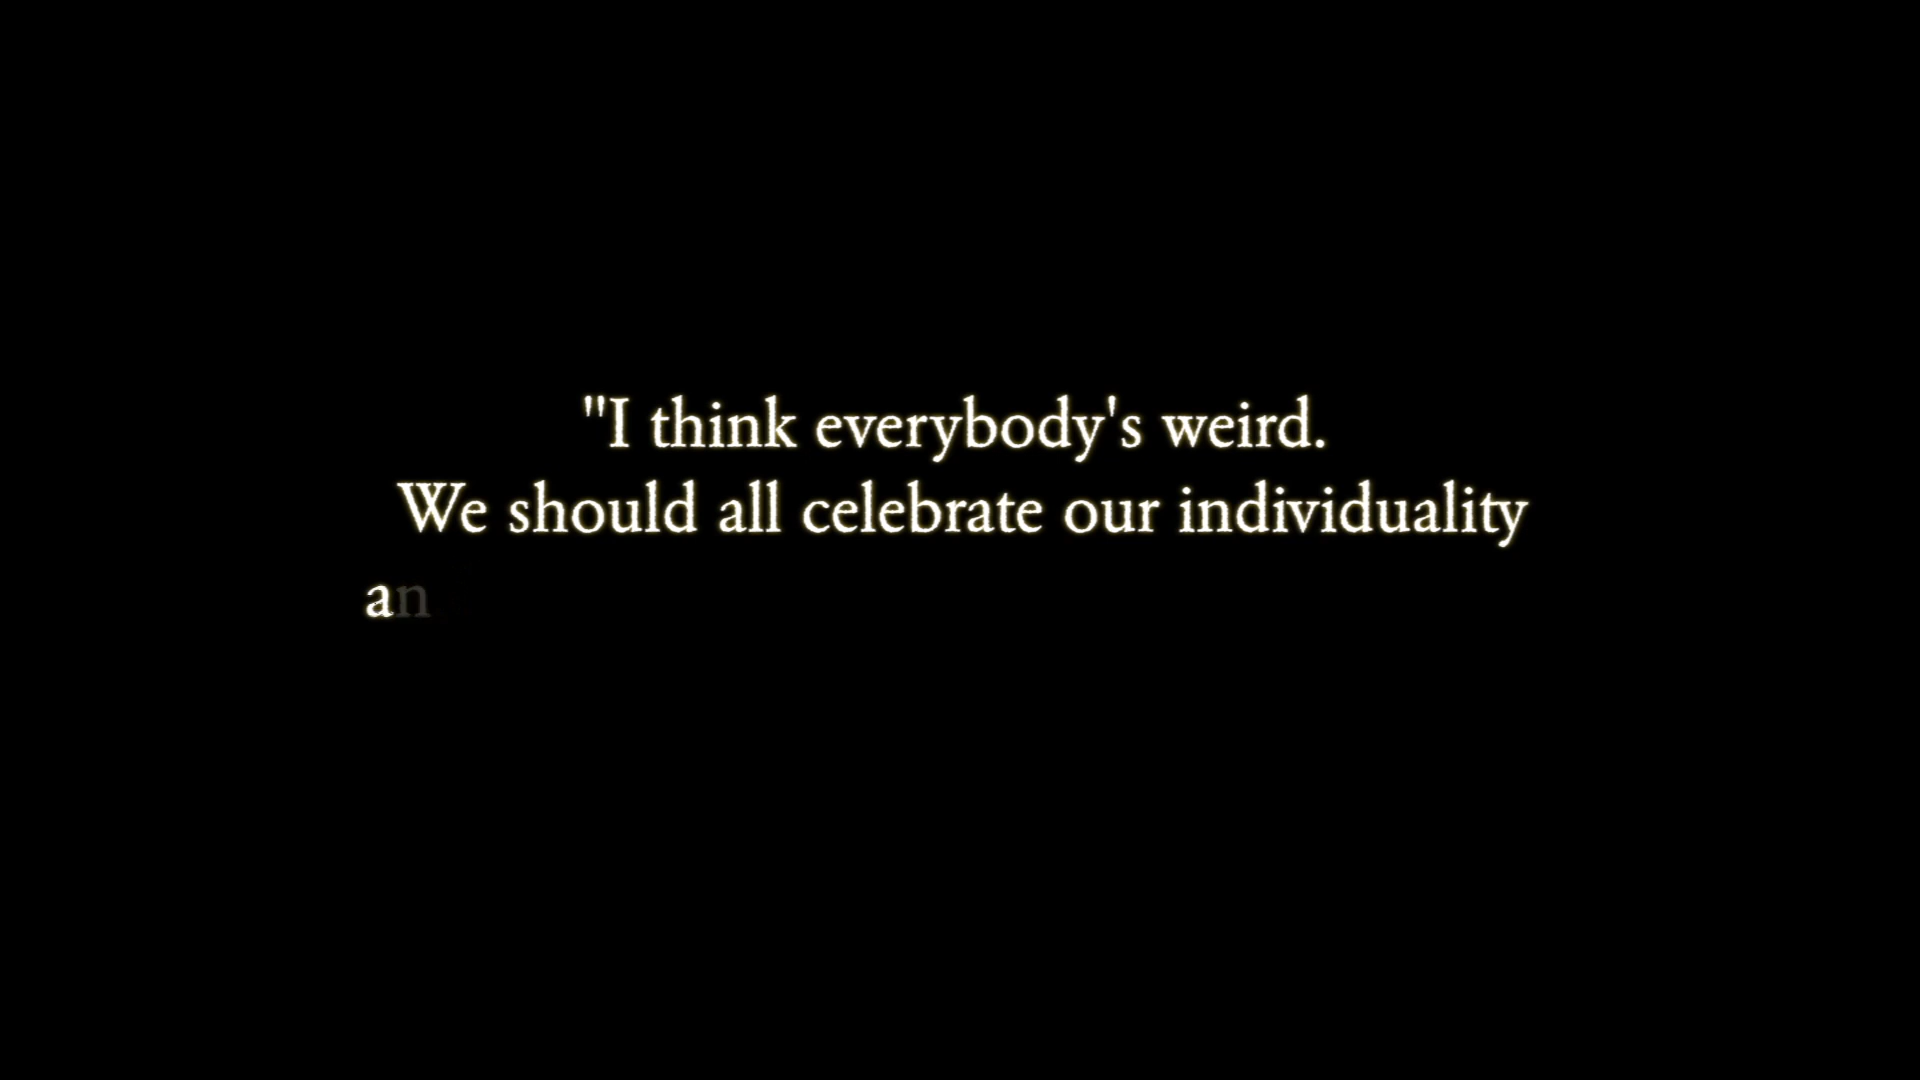 "I think everybody's weird.
We should all celebrate our individuality
an